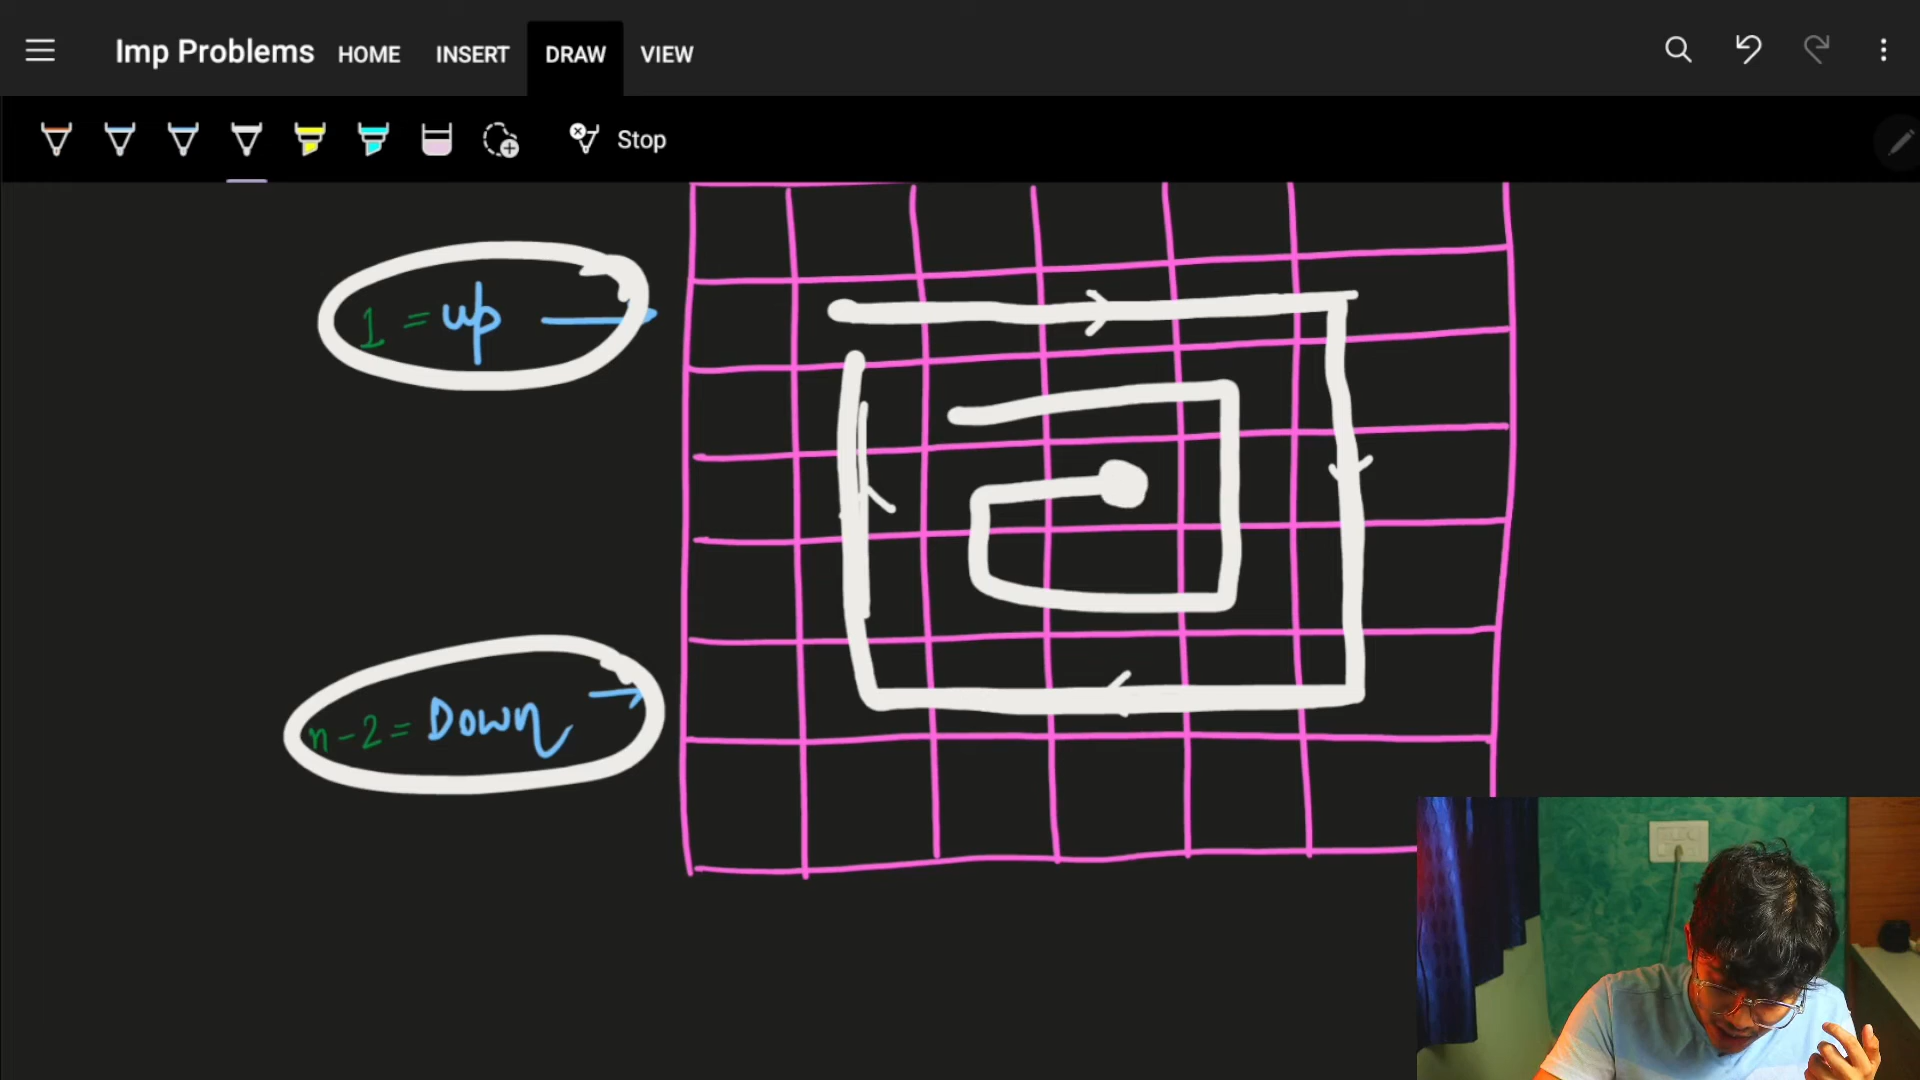 Imp Problems HOME INSERT DRAW VIEW
Stop
1 = up
n-2 = Down